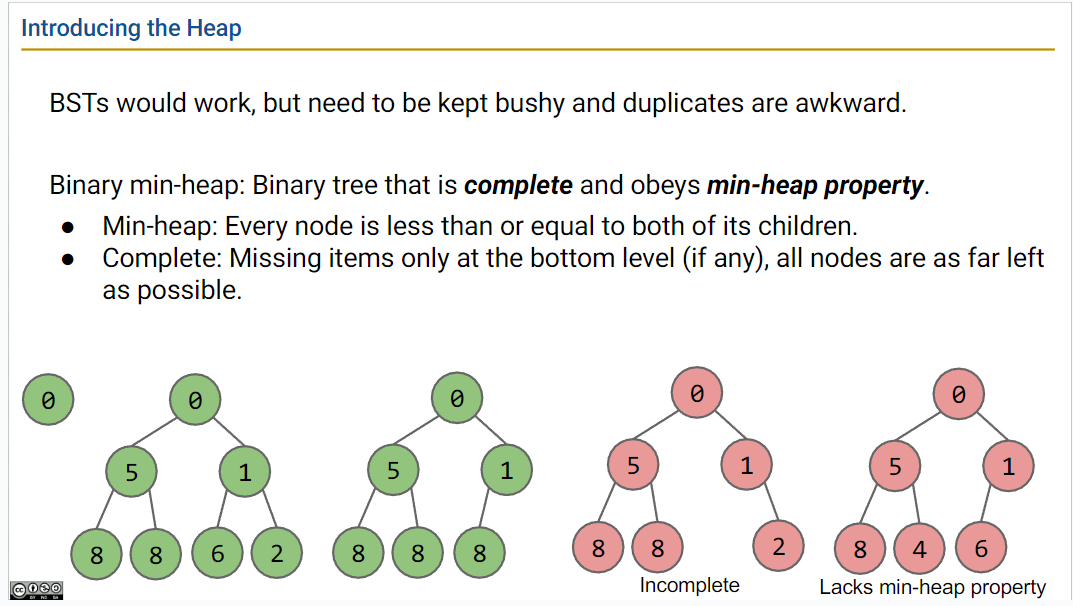 Introducing the Heap
BSTs would work, but need to be kept bushy and duplicates are awkward.
Binary min-heap: Binary tree that is complete and obeys min-heap property.
● Min-heap: Every node is less than or equal to both of its children.
● Complete: Missing items only at the bottom level (if any), all nodes are as far left
as possible.
0
0
5 1
8 8 6 2
0
5 1
8 8 8
0
5 1
8 8 2
Incomplete
0
5 1
8 4 6
Lacks min-heap property
cc
BY NC SA